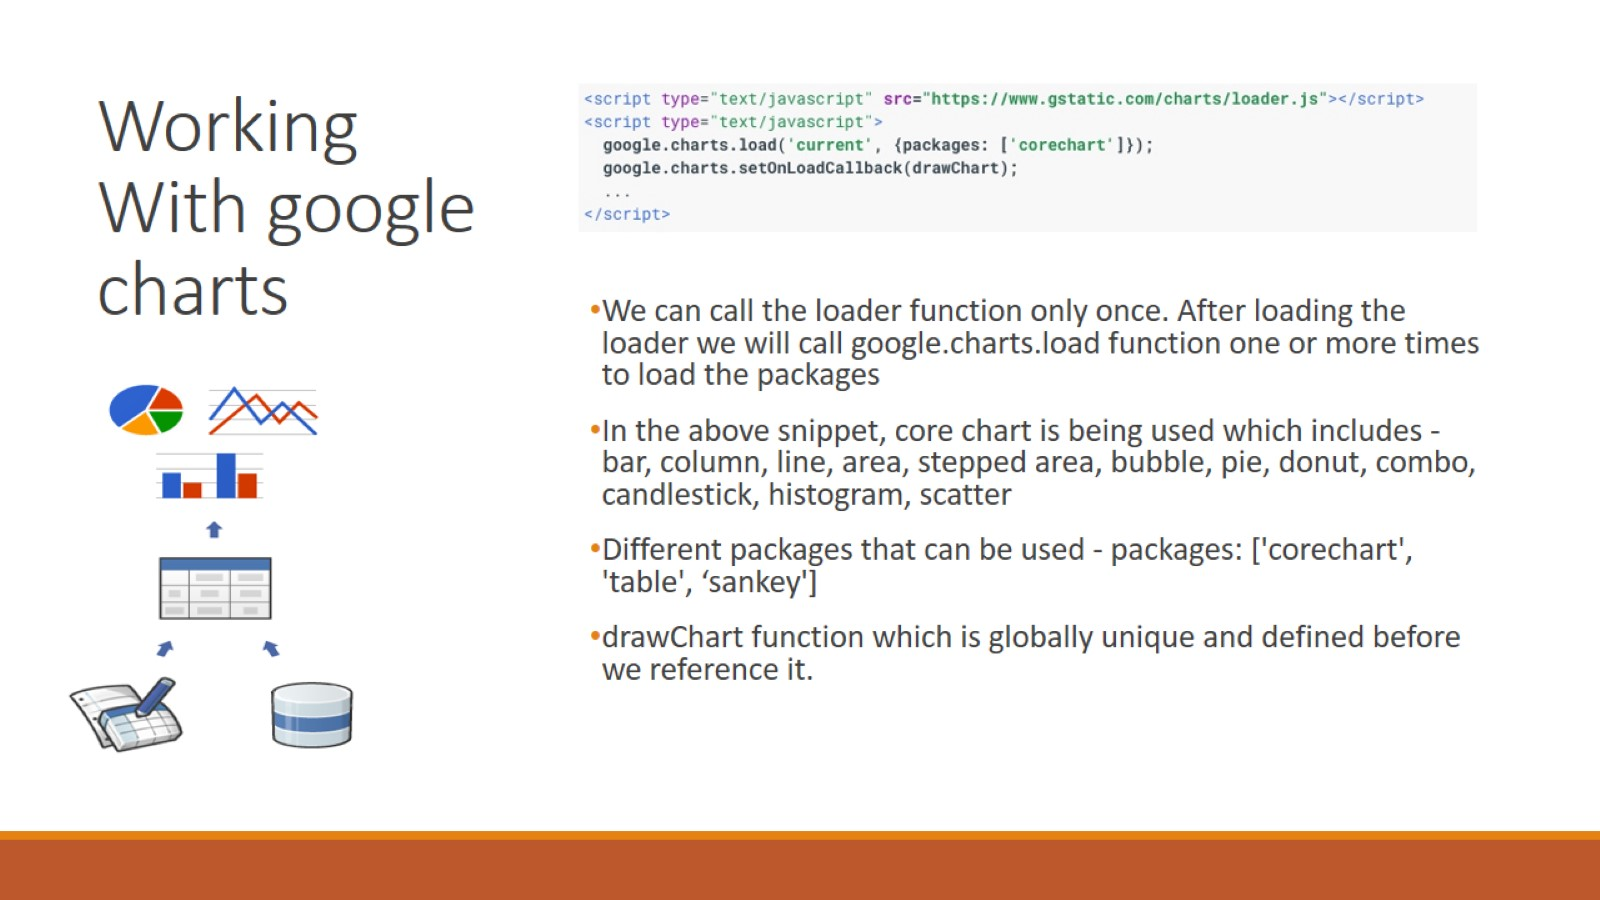 Working
With google
charts
<script type="text/javascript" src="https://www.gstatic.com/charts/loader.js"></script>
<script type="text/javascript">
  google.charts.load('current', {packages: ['corechart']});
  google.charts.setOnLoadCallback(drawChart);
  ...
</script>
•We can call the loader function only once. After loading the
loader we will call google.charts.load function one or more times
to load the packages
•In the above snippet, core chart is being used which includes -
bar, column, line, area, stepped area, bubble, pie, donut, combo,
candlestick, histogram, scatter
•Different packages that can be used - packages: ['corechart',
'table', ‘sankey']
•drawChart function which is globally unique and defined before
we reference it.